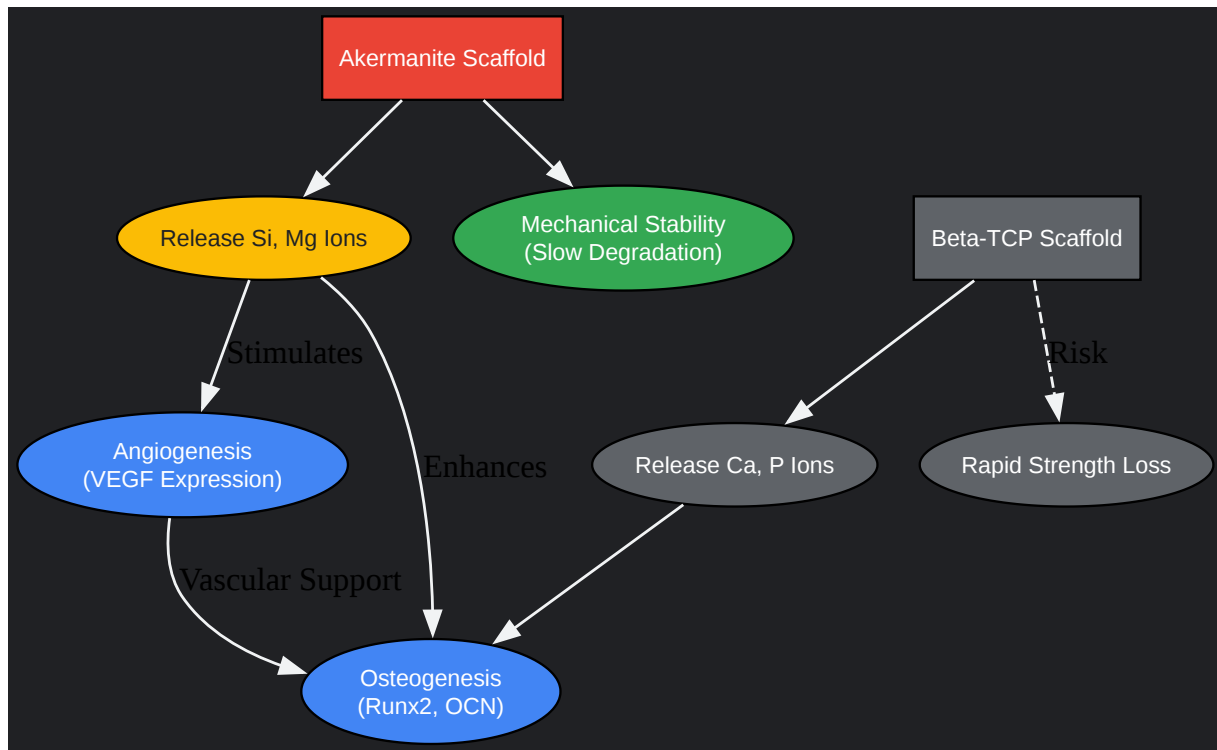 Akermanite Scaffold
Release Si, Mg Ions
Mechanical Stability
(Slow Degradation)
Beta-TCP Scaffold
Stimulates
Risk
Angiogenesis
(VEGF Expression)
Enhances
Release Ca, P Ions
Rapid Strength Loss
Vascular Support
Osteogenesis
(Runx2, OCN)